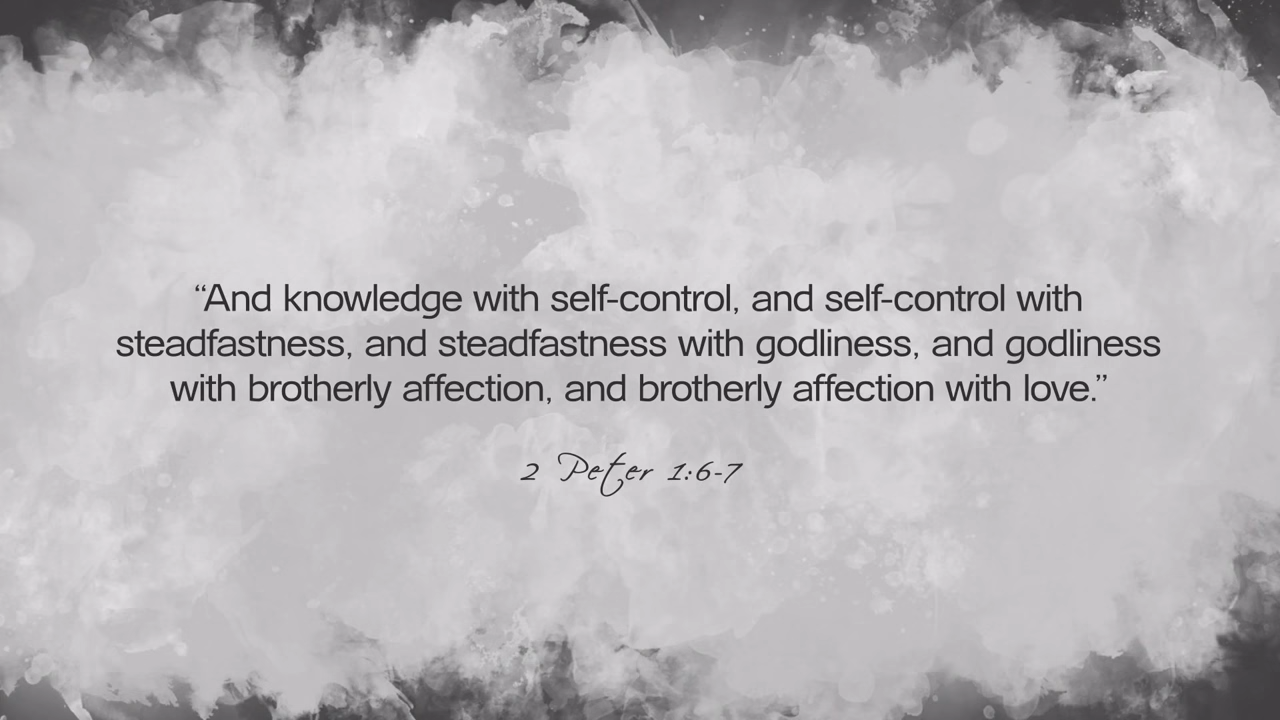 “And knowledge with self-control, and self-control with
steadfastness, and steadfastness with godliness, and godliness
with brotherly affection, and brotherly affection with love.”
2 Peter 1:6-7